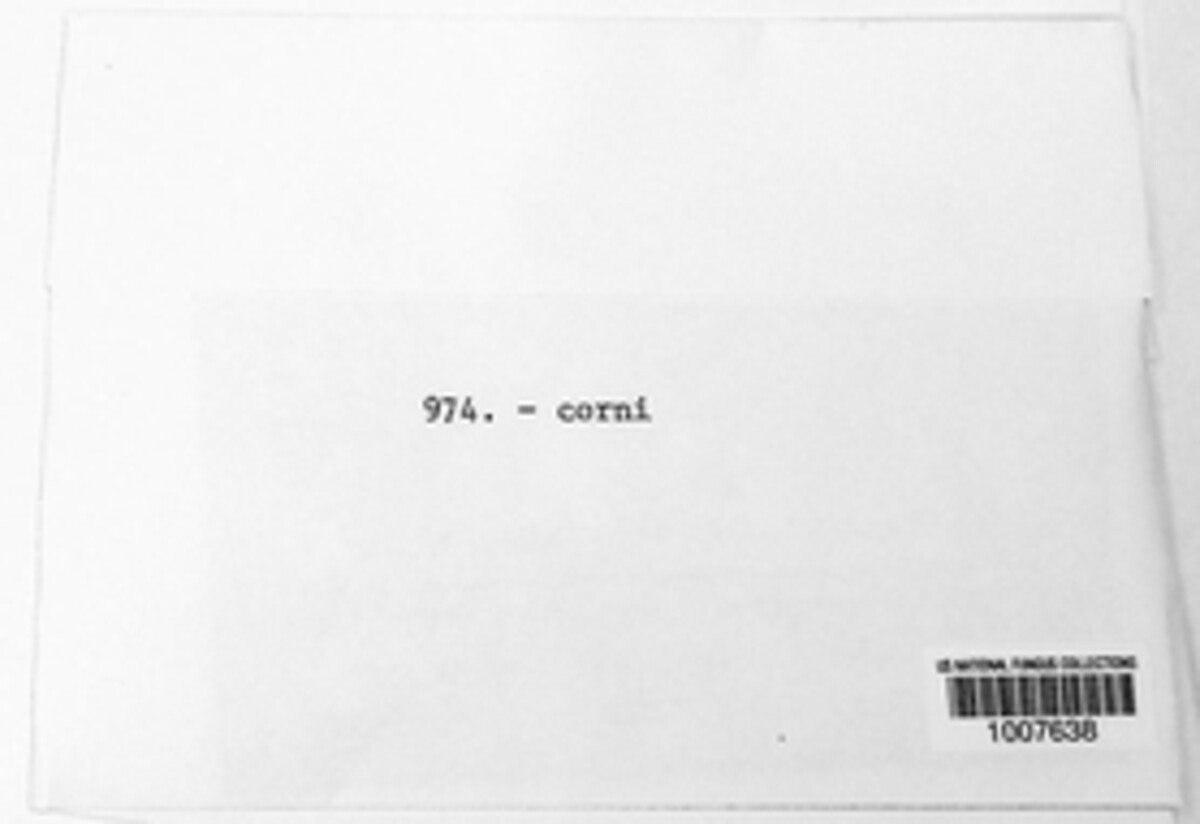 974. - corni
US NATIONAL FUNGUS COLLECTIONS
1007638